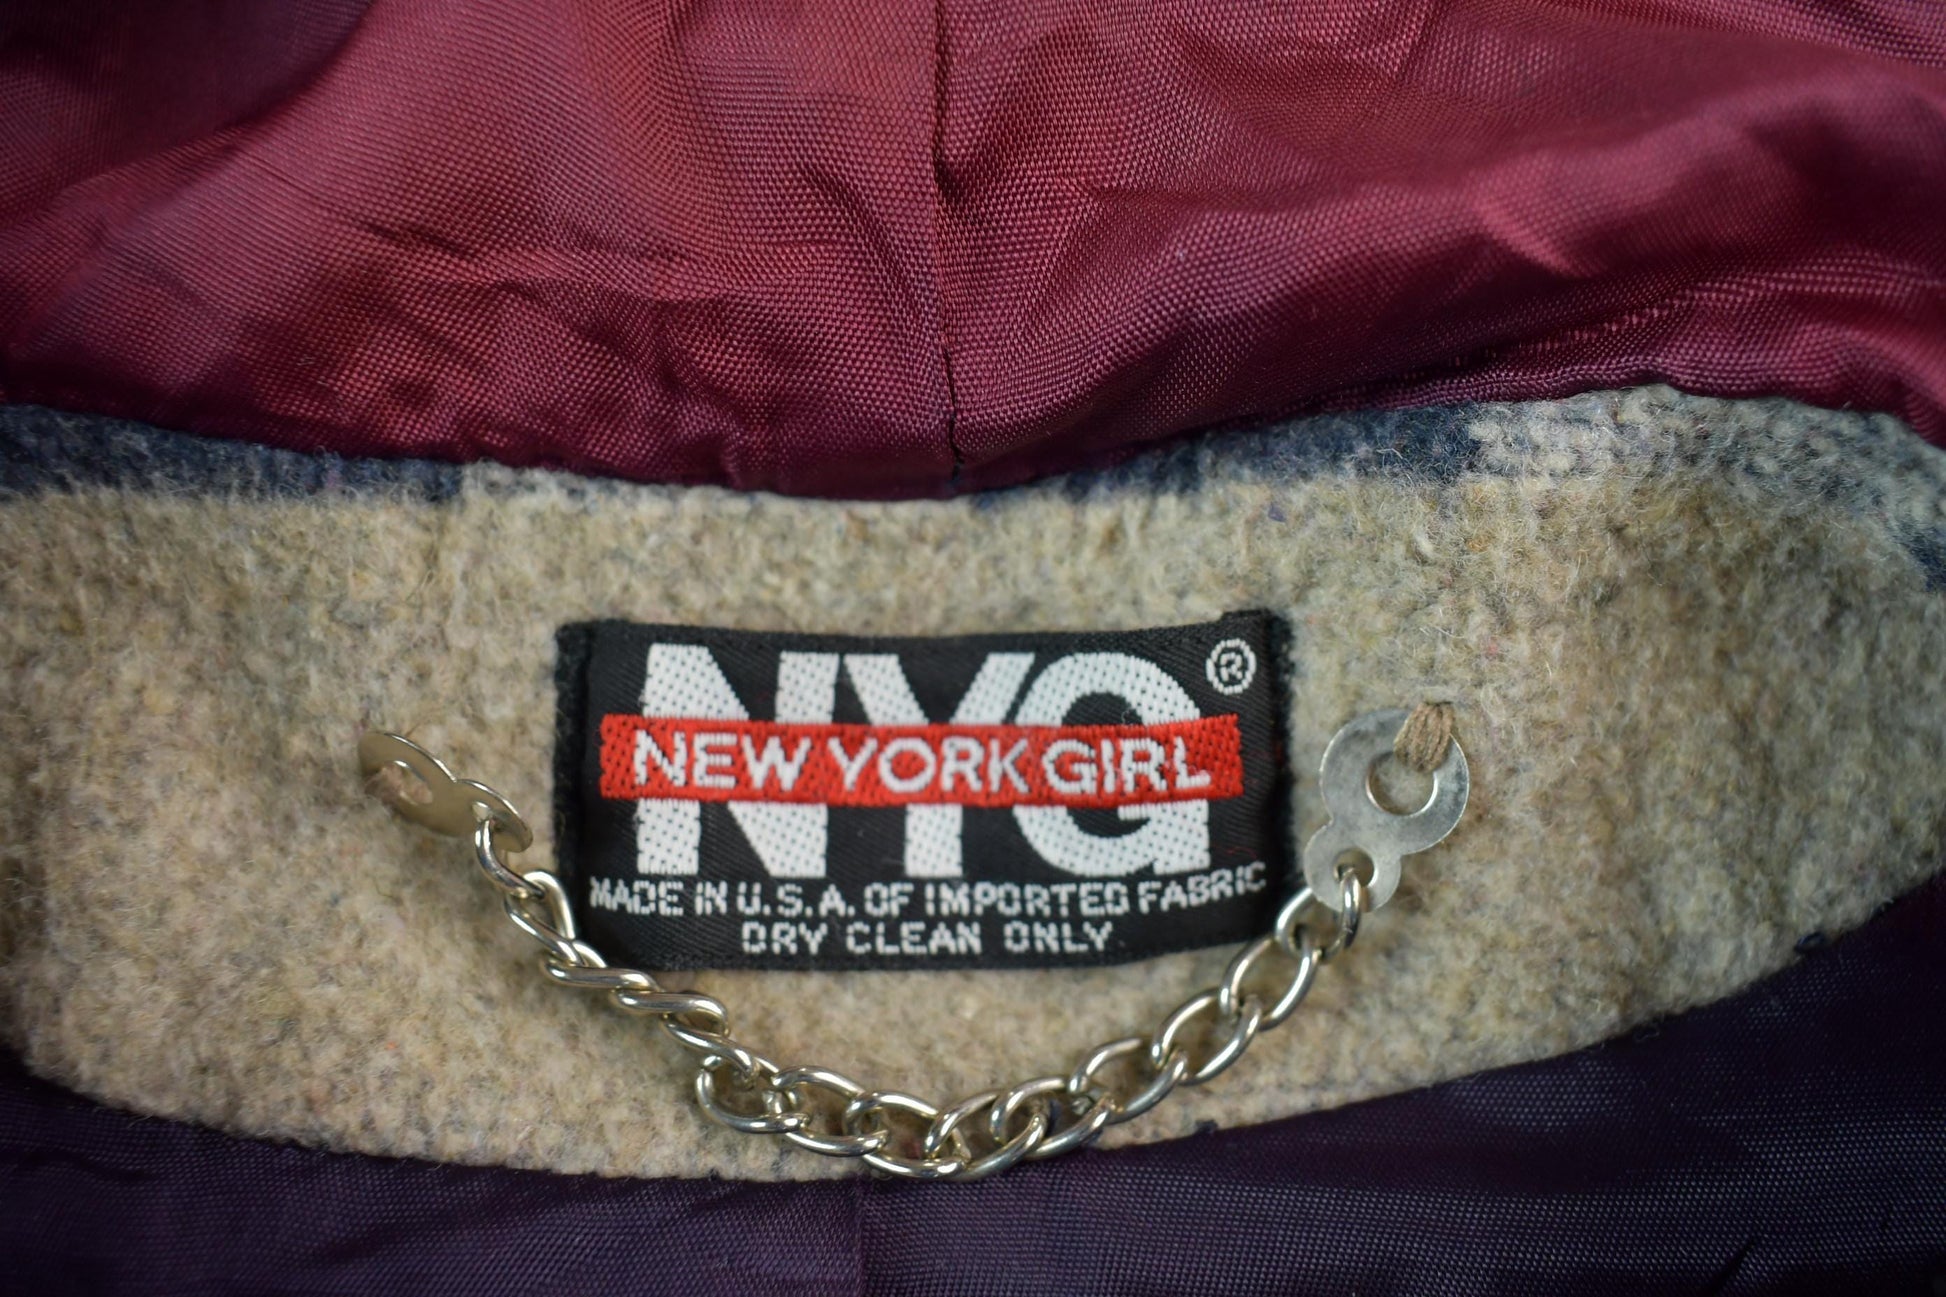 NYG ®
NEW YORK GIRL
MADE IN U.S.A. OF IMPORTED FABRIC
DRY CLEAN ONLY